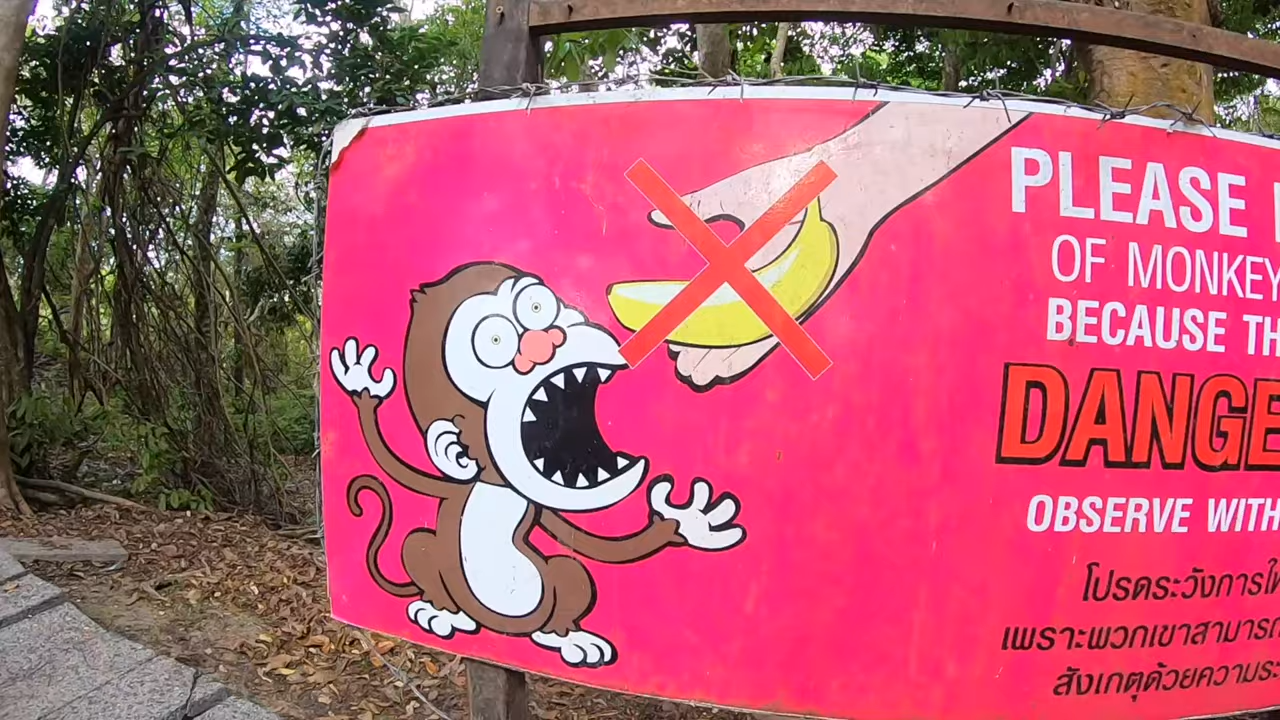 PLEASE
OF MONKEY
BECAUSE TH
DANGE
OBSERVE WITH
โปรดระวังการให
เพราะพวกเขาสามารถ
สังเกตุด้วยความระ